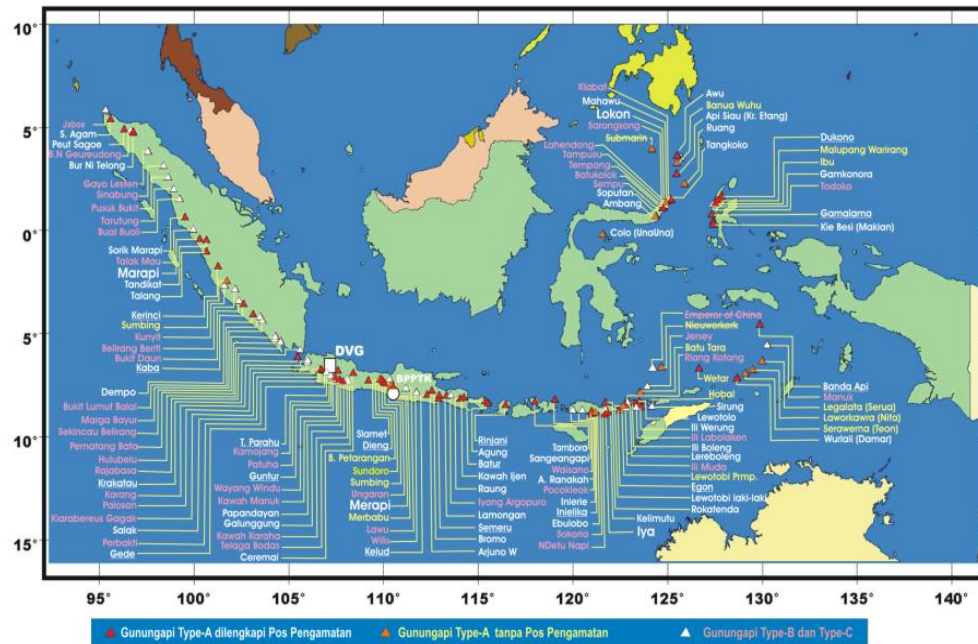 10°
5°
0°
5°
10°
15°
Jaboi
S. Agam
Peut Sagoe
B.N Geureudong
Bur Ni Telong
Gayo Lesten
Sinabung
Pusuk Bukit
Tarutung
Bual Buali
Sorik Marapi
Talak Mau
Marapi
Tandikat
Talang
Kerinci
Sumbing
Kunyit
Belirang Beriti
Bukit Daun
Kaba
Dempo
Bukit Lumut Balai
Marga Bayur
Sekincau Belirang
Pematang Bata
Hulubelu
Rajabasa
Krakatau
Karang
Pulosari
Kiarabereus Gagak
Salak
Perbakti
Gede
DVG
BPPTK
T. Parahu
Kamojang
Patuha
Guntur
Wayang Windu
Kawah Manuk
Papandayan
Galunggung
Kawah Karaha
Telaga Bodas
Ceremai
Slamet
Dieng
B. Petarangan
Sundoro
Sumbing
Ungaran
Merapi
Merbabu
Lawu
Wilis
Kelud
Rinjani
Agung
Batur
Kawah Ijen
Raung
Iyang Argopuro
Lamongan
Semeru
Bromo
Arjuno W
Tambora
Sangeangapi
Waisano
A. Ranakah
Pocokleok
Inierie
Inielika
Ebulobo
Sokoria
NDetu Napi
Kelimutu
Iya
Sirung
Lewotolo
Ili Werung
Ili Labalekan
Ili Boleng
Lereboleng
Ili Muda
Lewotobi Prmp.
Egon
Lewotobi laki-laki
Rokatenda
Hobal
Emperor of China
Nieuwerkerk
Jersey
Batu Tara
Riang Kotang
Wetar
Banda Api
Manuk
Legalata (Serua)
Laworkawra (Nila)
Serawerna (Teon)
Wurlali (Damar)
Klabat
Mahawu
Lokon
Sarongsong
Submarin
Lahendong
Tampusu
Tempang
Batukolok
Sempu
Soputan
Ambang
Colo (UnaUna)
Awu
Banua Wuhu
Api Siau (Kr. Etang)
Ruang
Tangkoko
Dukono
Malupang Warirang
Ibu
Gamkonora
Todoko
Gamalama
Kie Besi (Makian)
95° 100° 105° 110° 115° 120° 125° 130° 135° 140°
Gunungapi Type-A dilengkapi Pos Pengamatan Gunungapi Type-A tanpa Pos Pengamatan Gunungapi Type-B dan Type-C